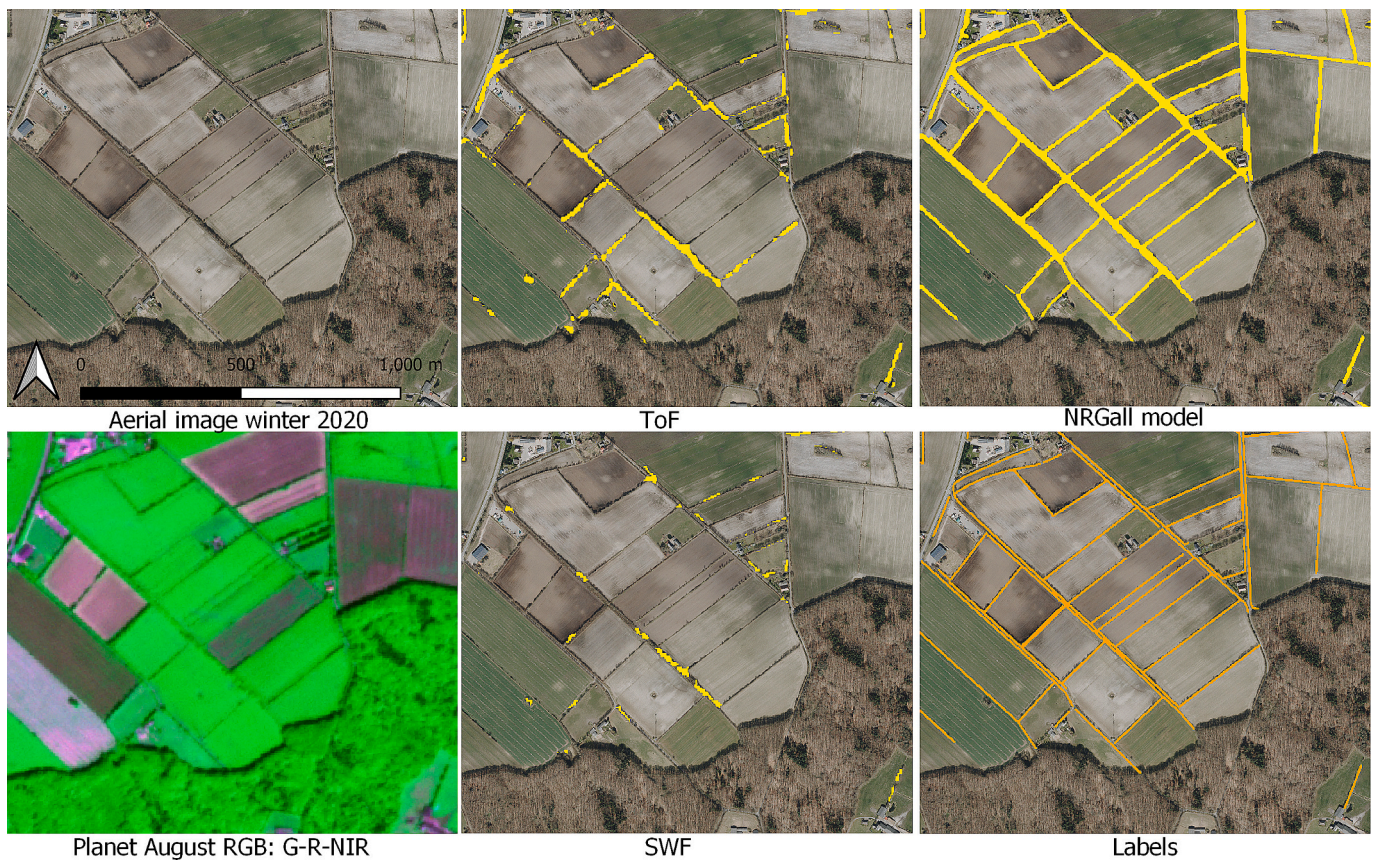 0 500 1,000 m
Aerial image winter 2020
ToF
NRGall model
Planet August RGB: G-R-NIR
SWF
Labels